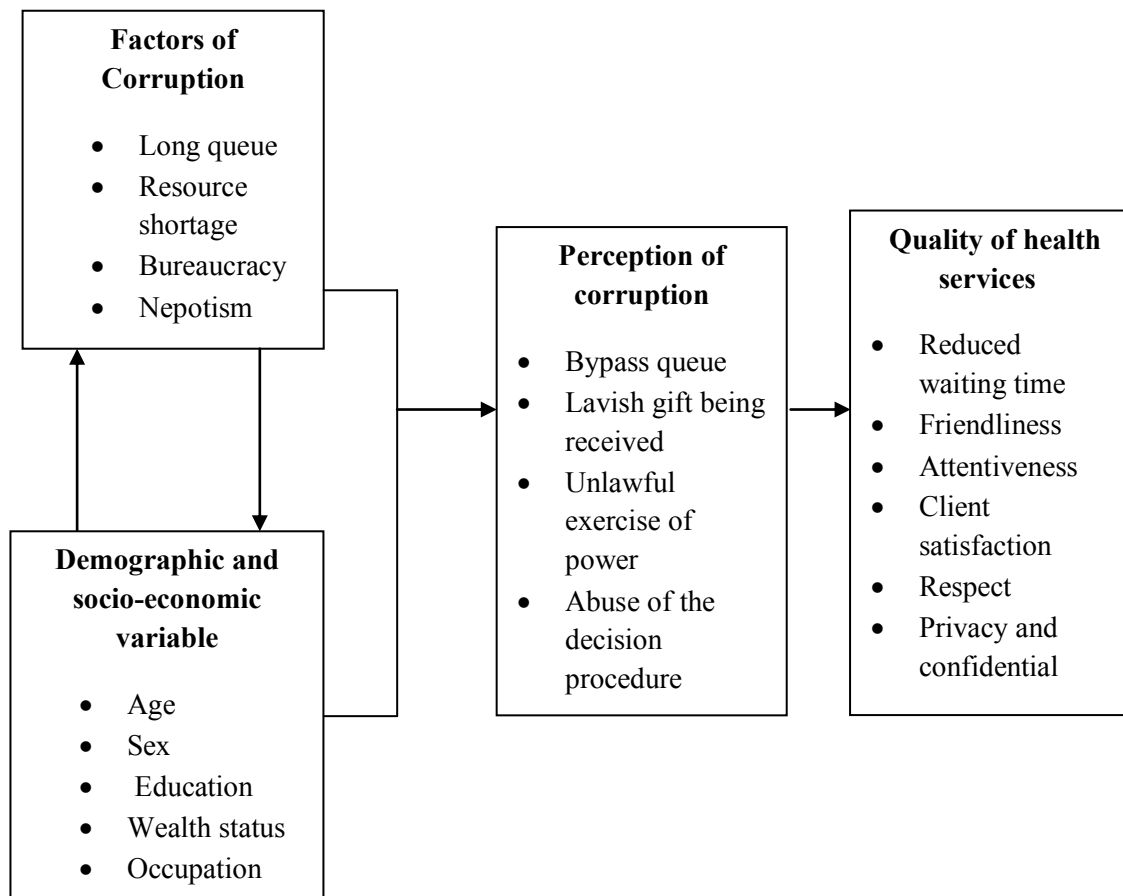 Factors of
Corruption
• Long queue
• Resource
shortage
• Bureaucracy
• Nepotism
Demographic and
socio-economic
variable
• Age
• Sex
• Education
• Wealth status
• Occupation
Perception of
corruption
• Bypass queue
• Lavish gift being
received
• Unlawful
exercise of
power
• Abuse of the
decision
procedure
Quality of health
services
• Reduced
waiting time
• Friendliness
• Attentiveness
• Client
satisfaction
• Respect
• Privacy and
confidential